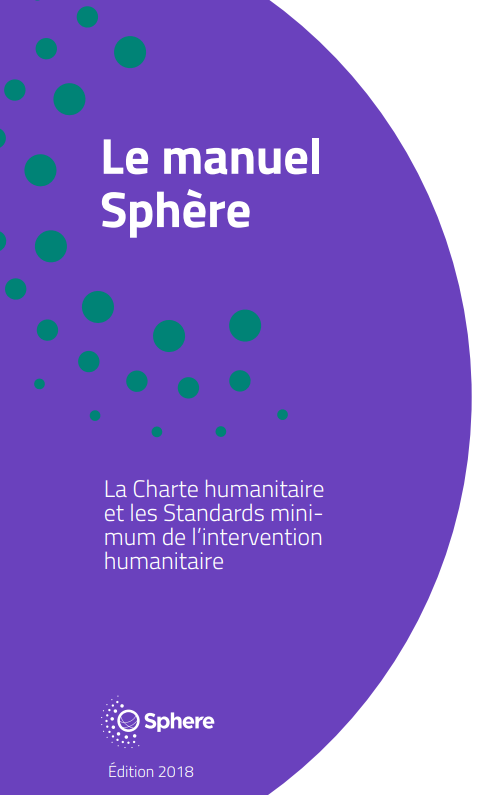 Le manuel
Sphère
La Charte humanitaire
et les Standards mini-
mum de l'intervention
humanitaire
Sphere
Édition 2018